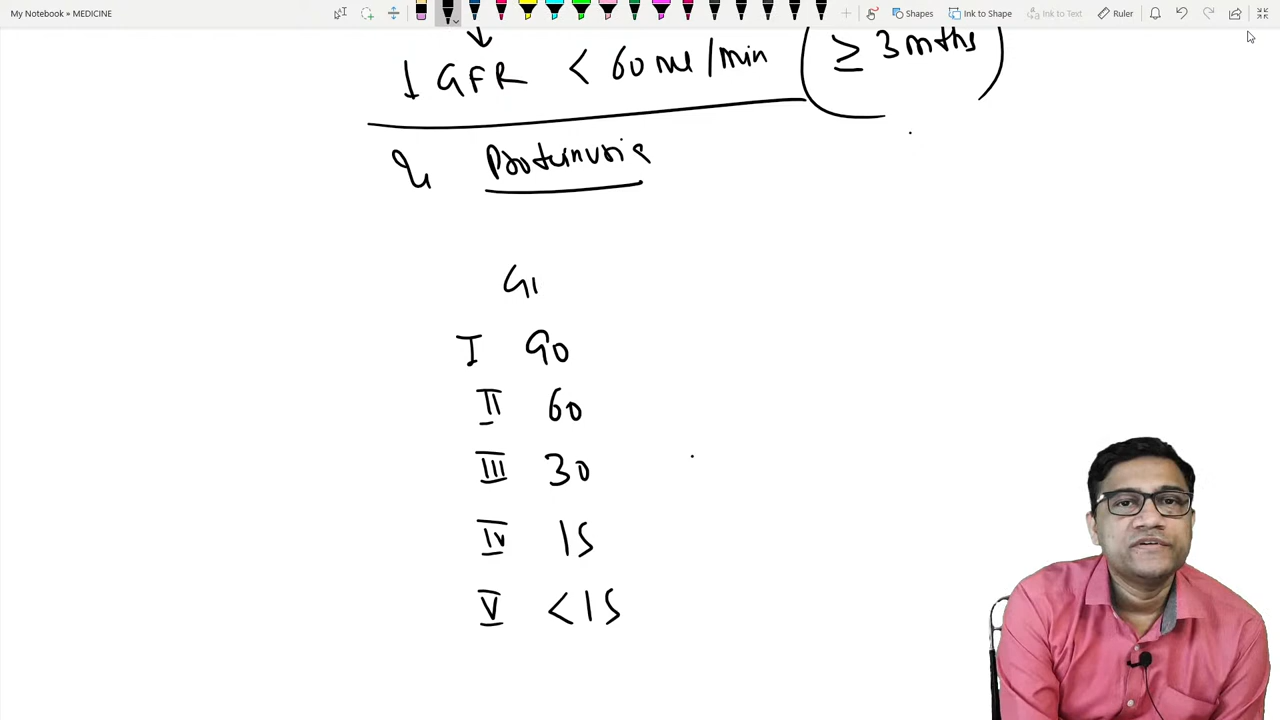 My Notebook » MEDICINE
Shapes Ink to Shape Ink to Text Ruler
↓ GFR < 60 ml/min (≥ 3 mths)
Proteinuria
G1
I 90
II 60
III 30
IV 15
V <15